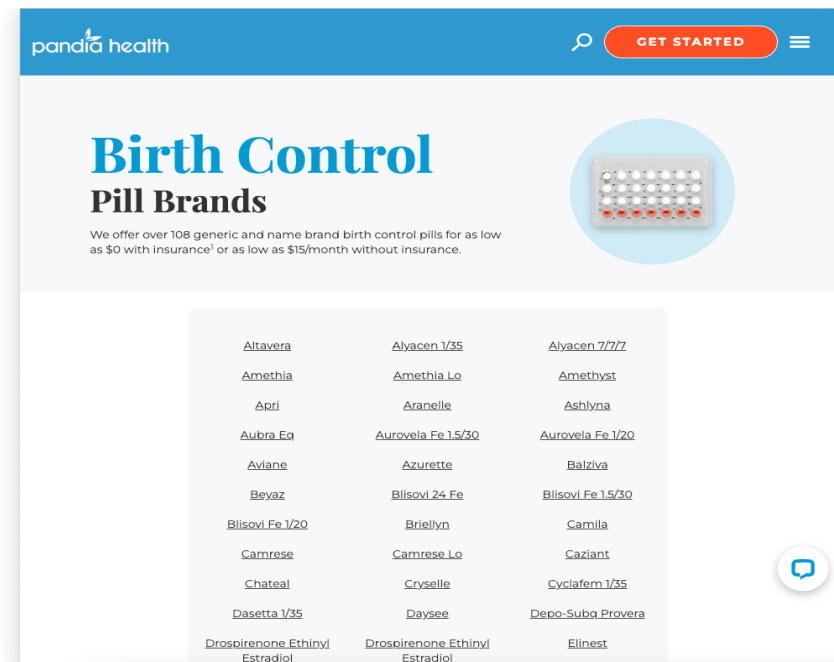 pandia health
GET STARTED
Birth Control
Pill Brands
We offer over 108 generic and name brand birth control pills for as low
as $0 with insurance1 or as low as $15/month without insurance.
Altavera Alyacen 1/35 Alyacen 7/7/7
Amethia Amethia Lo Amethyst
Apri Aranelle Ashlyna
Aubra Eq Aurovela Fe 1.5/30 Aurovela Fe 1/20
Aviane Azurette Balziva
Beyaz Blisovi 24 Fe Blisovi Fe 1.5/30
Blisovi Fe 1/20 Briellyn Camila
Camrese Camrese Lo Caziant
Chateal Cryselle Cyclafem 1/35
Dasetta 1/35 Daysee Depo-Subq Provera
Drospirenone Ethinyl Drospirenone Ethinyl Elinest
Estradiol Estradiol